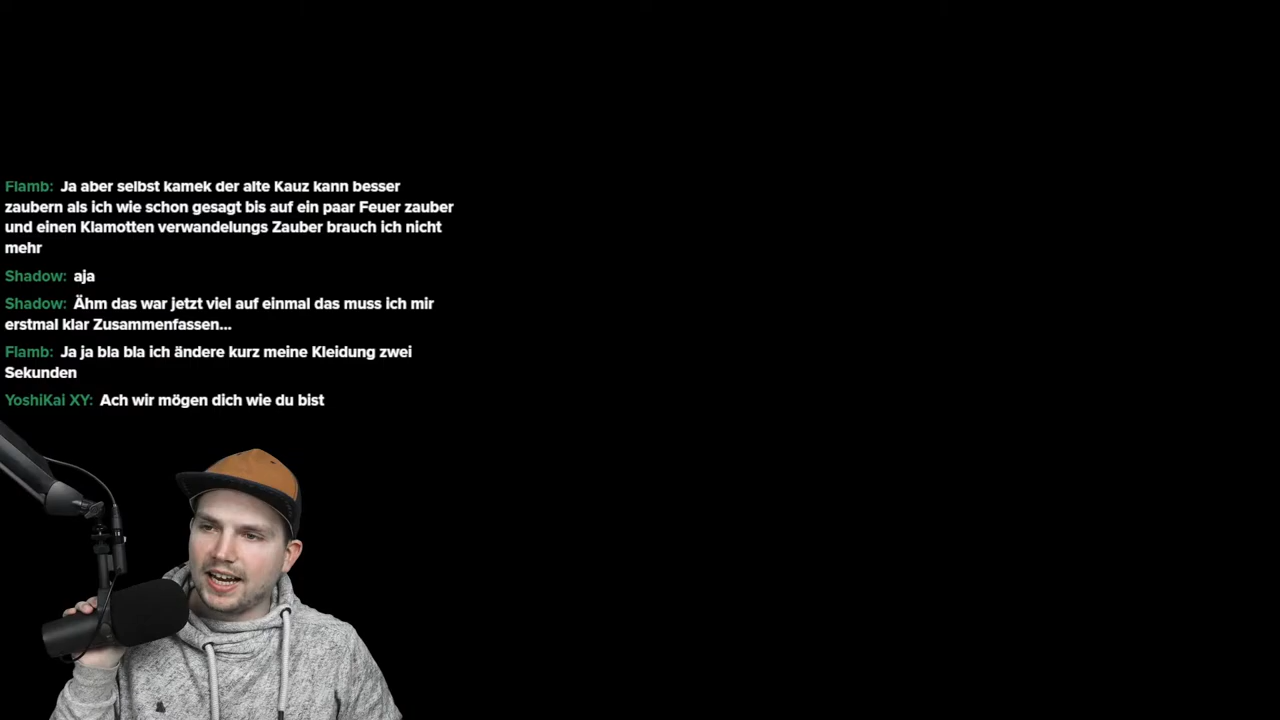 Flamb: Ja aber selbst kamek der alte Kauz kann besser
zaubern als ich wie schon gesagt bis auf ein paar Feuer zauber
und einen Klamotten verwandelungs Zauber brauch ich nicht
mehr
Shadow: aja
Shadow: Ähm das war jetzt viel auf einmal das muss ich mir
erstmal klar Zusammenfassen...
Flamb: Ja ja bla bla ich ändere kurz meine Kleidung zwei
Sekunden
YoshiKai XY: Ach wir mögen dich wie du bist